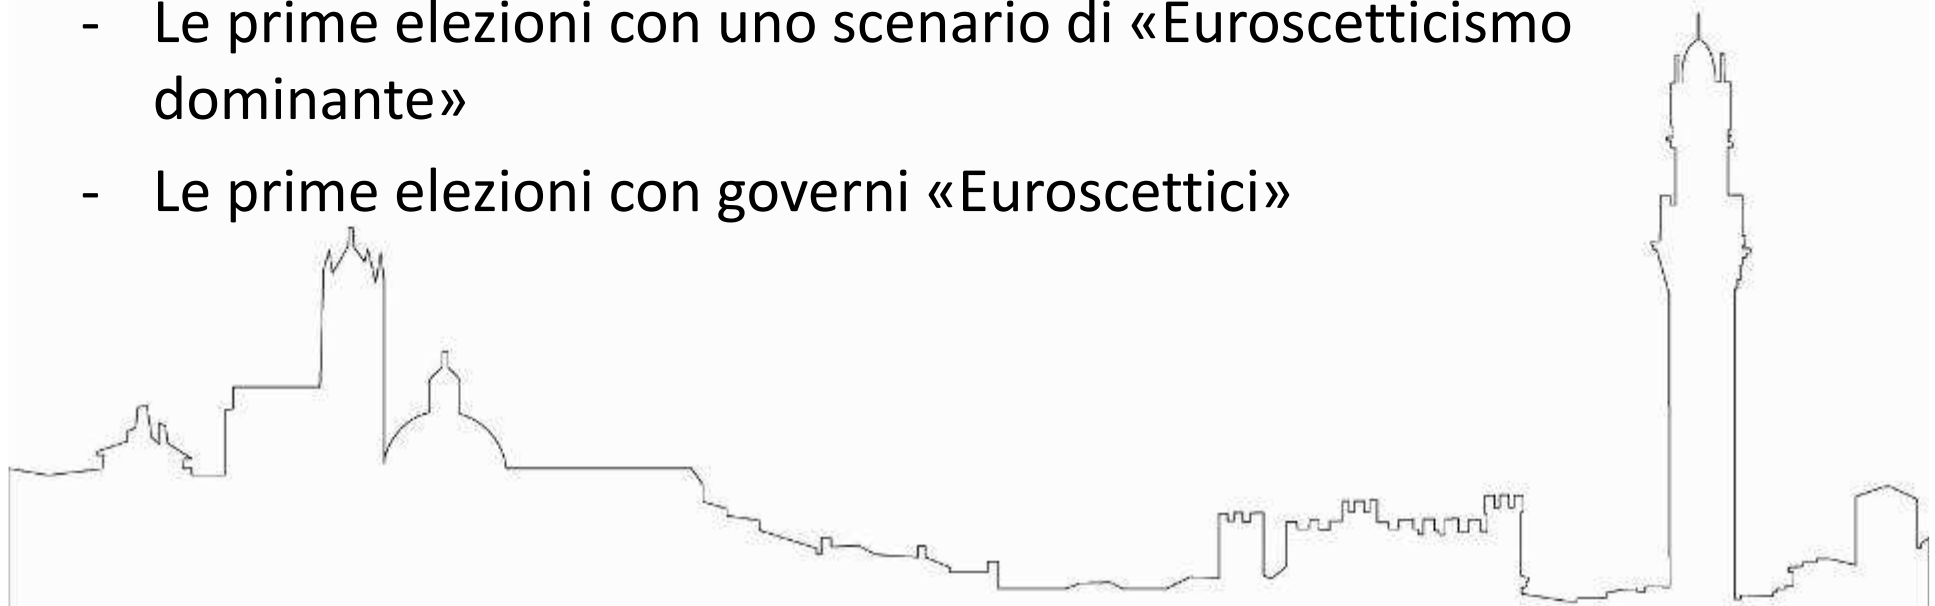 - Le prime elezioni con uno scenario di «Euroscetticismo
dominante»
- Le prime elezioni con governi «Euroscettici»